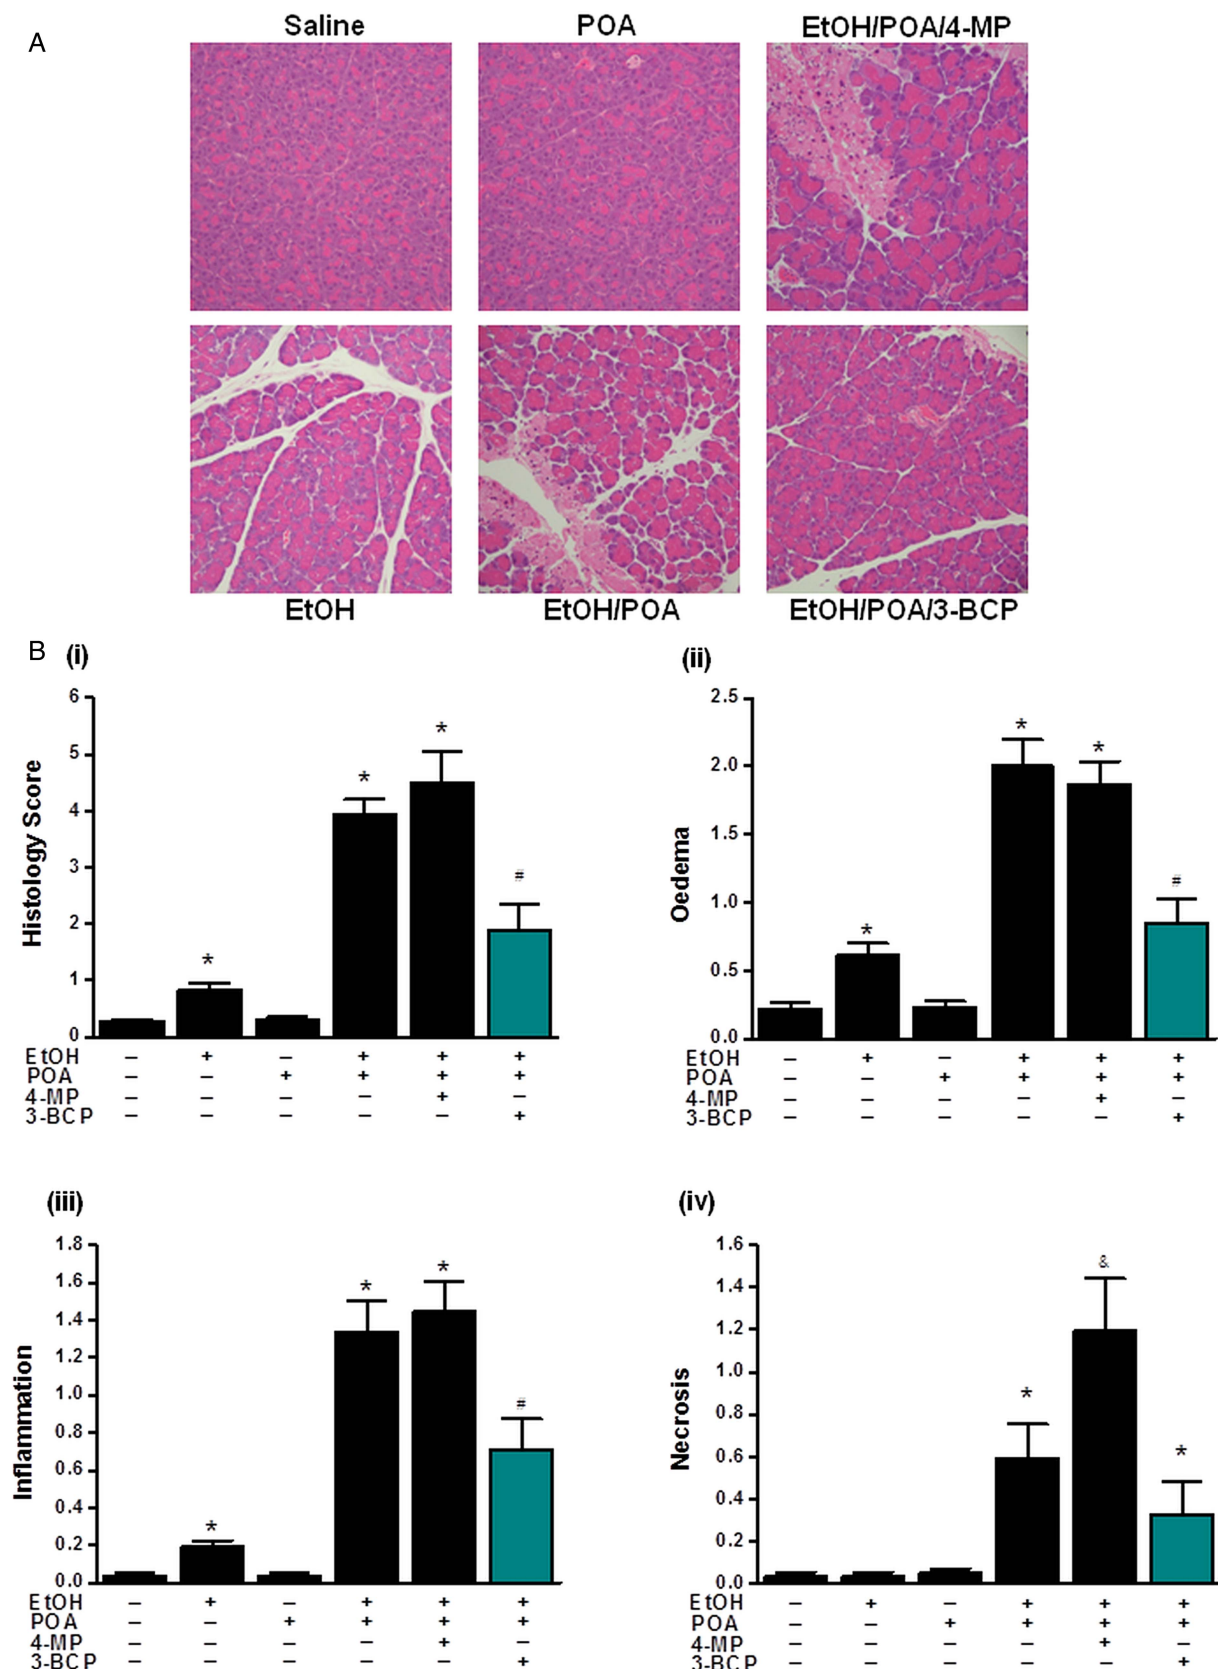 A
Saline POA EtOH/POA/4-MP
EtOH EtOH/POA EtOH/POA/3-BCP
B (i)
Histology Score
6
5
4
3
2
1
0
* * * #
EtOH – + – + + +
POA – – + + + +
4-MP – – – – + –
3-BCP – – – – – +
(ii)
Oedema
2.5
2.0
1.5
1.0
0.5
0.0
* * * #
EtOH – + – + + +
POA – – + + + +
4-MP – – – – + –
3-BCP – – – – – +
(iii)
Inflammation
1.8
1.6
1.4
1.2
1.0
0.8
0.6
0.4
0.2
0.0
* * * #
EtOH – + – + + +
POA – – + + + +
4-MP – – – – + –
3-BCP – – – – – +
(iv)
Necrosis
1.6
1.4
1.2
1.0
0.8
0.6
0.4
0.2
0.0
* & *
EtOH – + – + + +
POA – – + + + +
4-MP – – – – + –
3-BCP – – – – – +